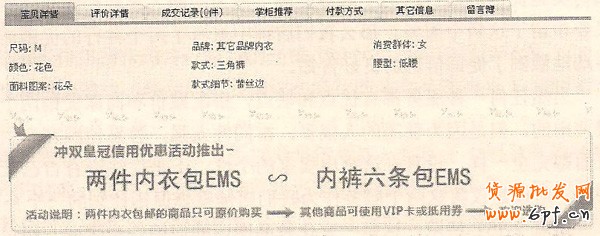 宝贝详情 评价详情 成交记录(0件) 掌柜推荐 付款方式 其它信息 留言簿
尺码: M 品牌: 其它品牌内衣 消费群体: 女
颜色: 花色 款式: 三角裤 腰型: 低腰
面料图案: 花朵 款式细节: 蕾丝边
冲双皇冠信用优惠活动推出~
两件内衣包EMS ∽ 内裤六条包EMS
活动说明：两件内衣包邮的商品只可原价购买 → 其他商品可使用VIP卡或抵用券 →
货源批发网
www.6pf.cn